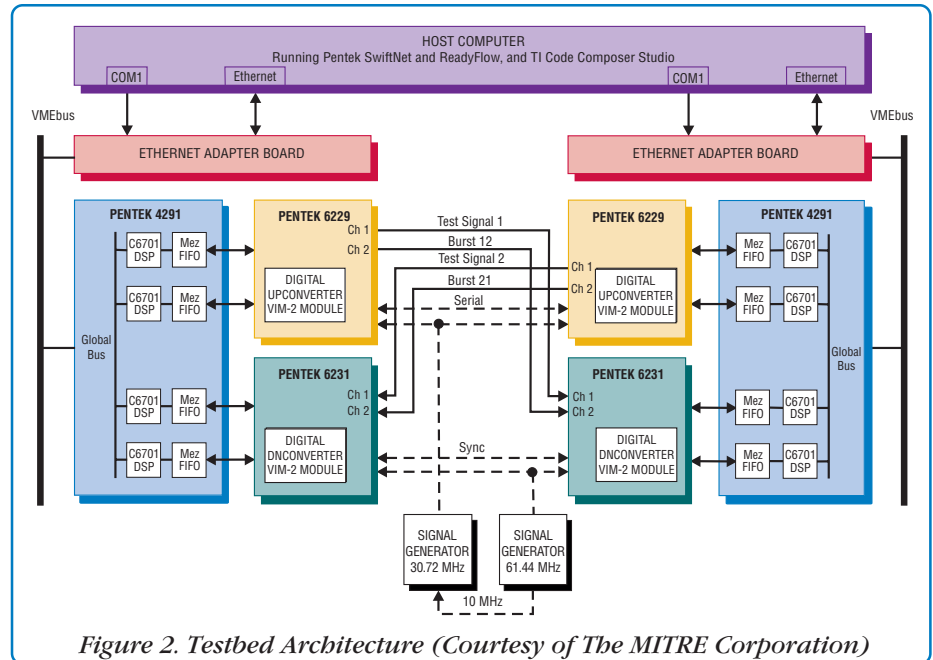 HOST COMPUTER
Running Pentek SwiftNet and ReadyFlow, and TI Code Composer Studio
COM1
Ethernet
COM1
Ethernet
VMEbus
VMEbus
ETHERNET ADAPTER BOARD
ETHERNET ADAPTER BOARD
PENTEK 4291
C6701
DSP
Mez
FIFO
C6701
DSP
Mez
FIFO
Global
Bus
C6701
DSP
Mez
FIFO
C6701
DSP
Mez
FIFO
PENTEK 6229
Ch 1
Ch 2
DIGITAL
UPCONVERTER
VIM-2 MODULE
PENTEK 6231
Ch 1
Ch 2
DIGITAL
DNCONVERTER
VIM-2 MODULE
Test Signal 1
Burst 12
Test Signal 2
Burst 21
Serial
Sync
PENTEK 6229
Ch 1
Ch 2
DIGITAL
UPCONVERTER
VIM-2 MODULE
PENTEK 6231
Ch 1
Ch 2
DIGITAL
DNCONVERTER
VIM-2 MODULE
PENTEK 4291
Mez
FIFO
C6701
DSP
Mez
FIFO
C6701
DSP
Global
Bus
Mez
FIFO
C6701
DSP
Mez
FIFO
C6701
DSP
SIGNAL
GENERATOR
30.72 MHz
SIGNAL
GENERATOR
61.44 MHz
10 MHz
Figure 2. Testbed Architecture (Courtesy of The MITRE Corporation)